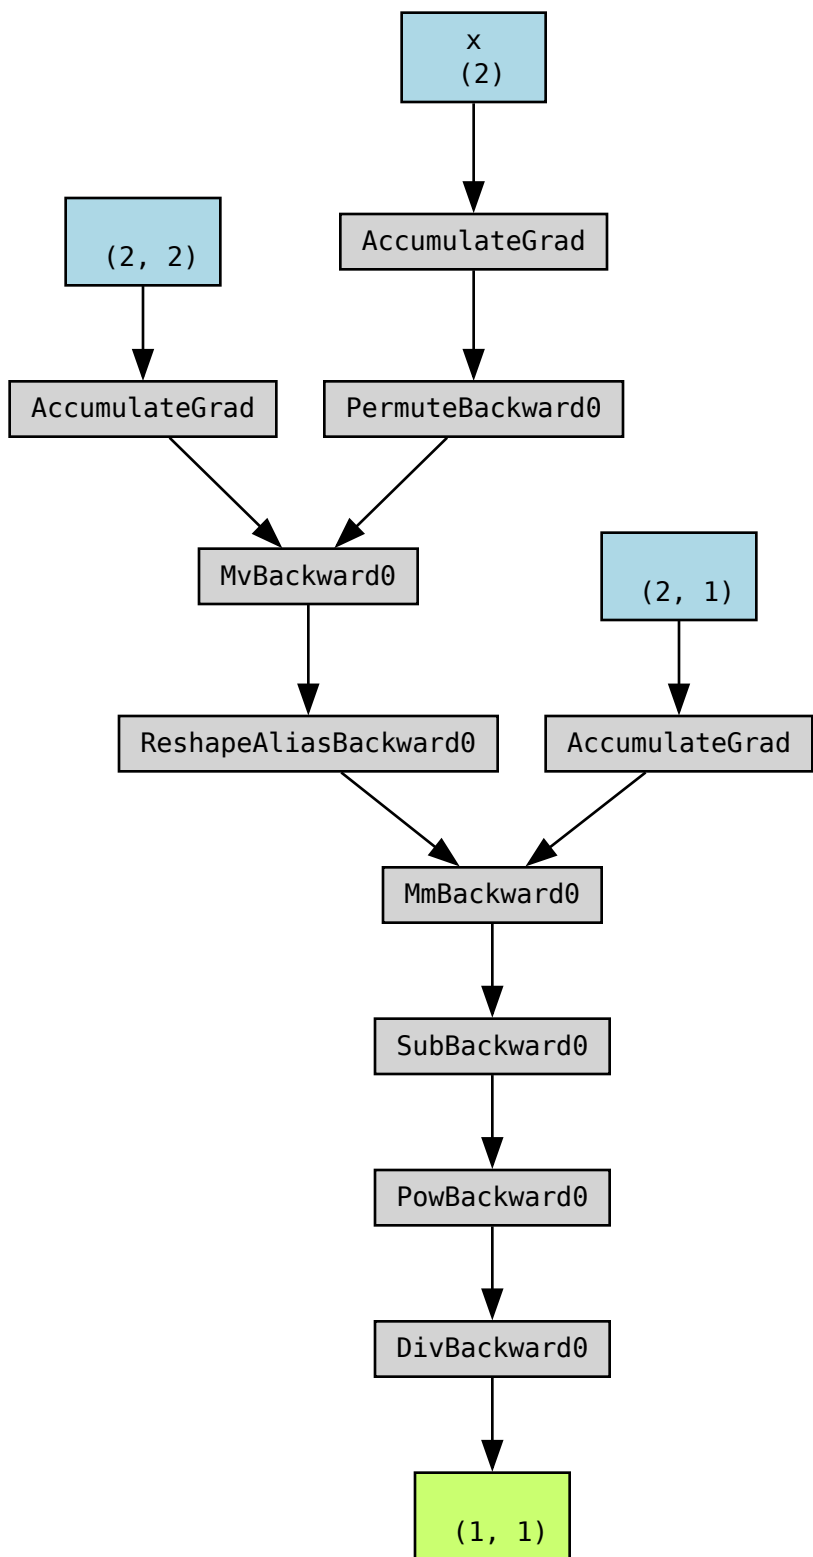 x
(2)
AccumulateGrad
(2, 2)
AccumulateGrad
PermuteBackward0
MvBackward0
(2, 1)
ReshapeAliasBackward0
AccumulateGrad
MmBackward0
SubBackward0
PowBackward0
DivBackward0
(1, 1)